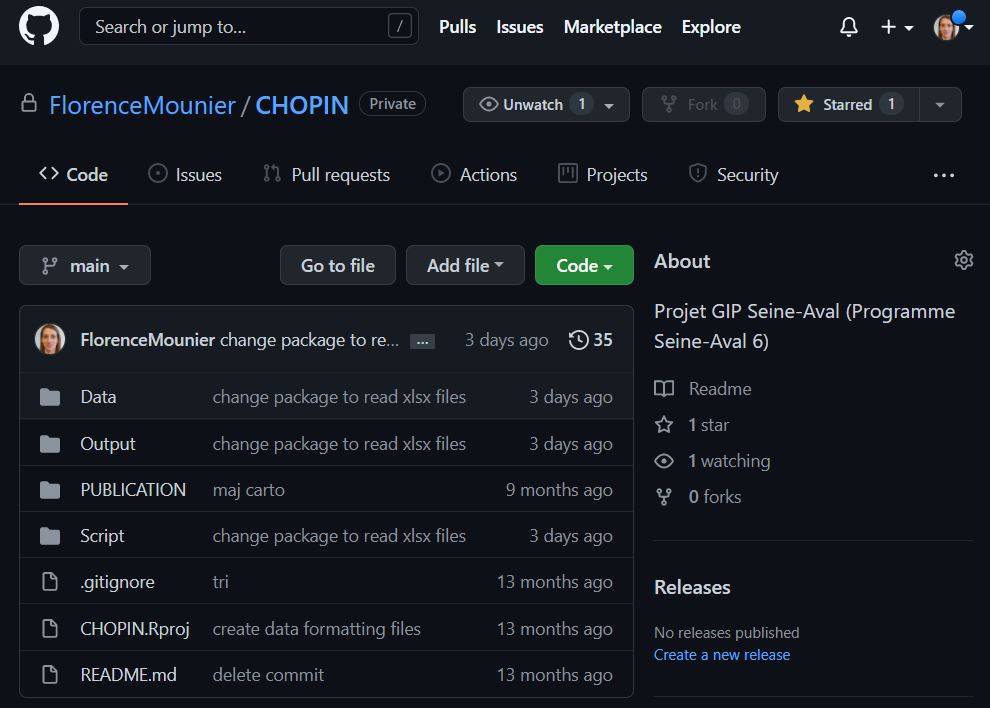 Search or jump to... /
Pulls Issues Marketplace Explore
FlorenceMounier / CHOPIN Private
Unwatch 1 Fork 0 Starred 1
Code Issues Pull requests Actions Projects Security ...
main Go to file Add file Code
FlorenceMounier change package to re... ... 3 days ago 35
Data change package to read xlsx files 3 days ago
Output change package to read xlsx files 3 days ago
PUBLICATION maj carto 9 months ago
Script change package to read xlsx files 3 days ago
.gitignore tri 13 months ago
CHOPIN.Rproj create data formatting files 13 months ago
README.md delete commit 13 months ago
About
Projet GIP Seine-Aval (Programme
Seine-Aval 6)
Readme
1 star
1 watching
0 forks
Releases
No releases published
Create a new release